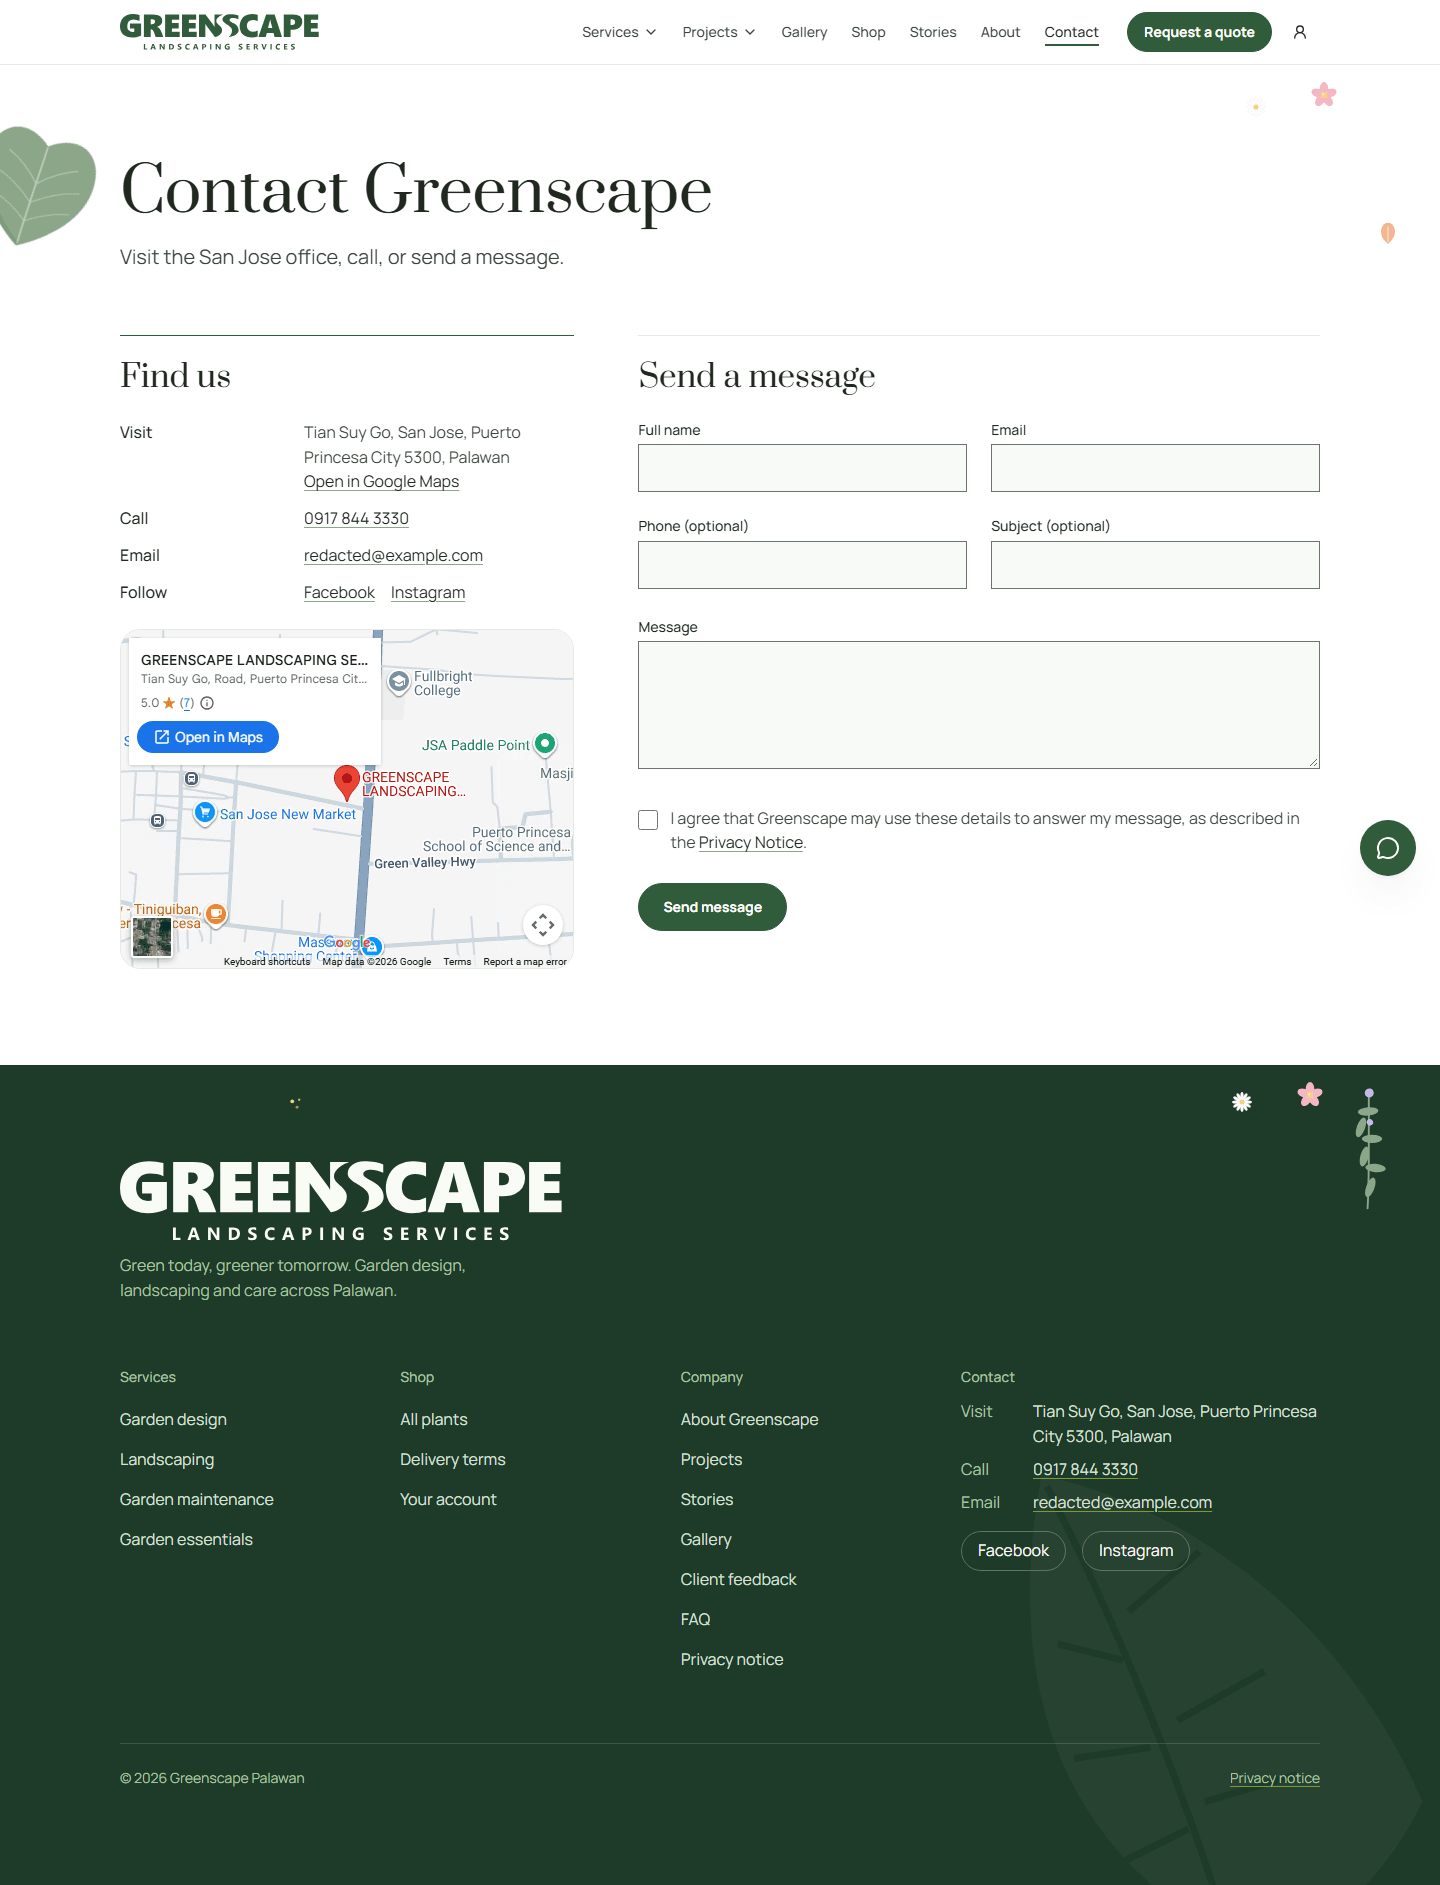 GREENSCAPE
LANDSCAPING SERVICES
Services
Projects
Gallery
Shop
Stories
About
Contact
Request a quote
Contact Greenscape
Visit the San Jose office, call, or send a message.
Find us
Visit
Tian Suy Go, San Jose, Puerto
Princesa City 5300, Palawan
Open in Google Maps
Call
0917 844 3330
Email
redacted@example.com
Follow
Facebook Instagram
GREENSCAPE LANDSCAPING SE...
Tian Suy Go, Road, Puerto Princesa Cit...
5.0 (7)
Open in Maps
Fullbright
College
JSA Paddle Point
Masji
GREENSCAPE
LANDSCAPING...
San Jose New Market
Puerto Princesa
School of Science and...
Green Valley Hwy
Tiniguiban,
Google
Keyboard shortcuts Map data ©2026 Google Terms Report a map error
Send a message
Full name
Email
Phone (optional)
Subject (optional)
Message
I agree that Greenscape may use these details to answer my message, as described in
the Privacy Notice.
Send message
GREENSCAPE
LANDSCAPING SERVICES
Green today, greener tomorrow. Garden design,
landscaping and care across Palawan.
Services
Garden design
Landscaping
Garden maintenance
Garden essentials
Shop
All plants
Delivery terms
Your account
Company
About Greenscape
Projects
Stories
Gallery
Client feedback
FAQ
Privacy notice
Contact
Visit
Tian Suy Go, San Jose, Puerto Princesa
City 5300, Palawan
Call
0917 844 3330
Email
redacted@example.com
Facebook
Instagram
© 2026 Greenscape Palawan
Privacy notice